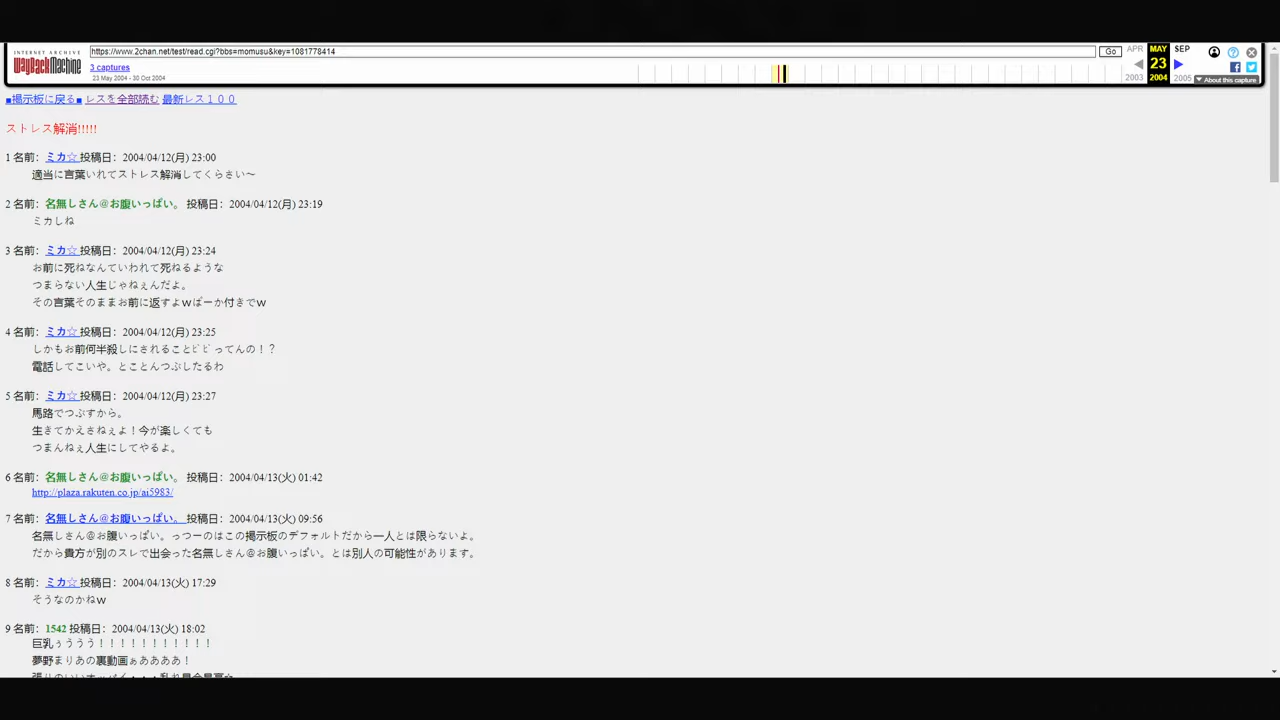 INTERNET ARCHIVE
WayBackMachine
https://www.2chan.net/test/read.cgi?bbs=momusu&key=1081778414
Go
APR MAY SEP
3 captures
23
23 May 2004 - 30 Oct 2004
2003 2004 2005
About this capture
■掲示板に戻る■ レスを全部読む 最新レス１００
ストレス解消!!!!!
1 名前：ミカ☆ 投稿日：2004/04/12(月) 23:00
適当に言葉いれてストレス解消してくらさい～
2 名前：名無しさん＠お腹いっぱい。 投稿日：2004/04/12(月) 23:19
ミカしね
3 名前：ミカ☆ 投稿日：2004/04/12(月) 23:24
お前に死ねなんていわれて死ねるような
つまらない人生じゃねぇんだよ。
その言葉そのままお前に返すよｗばーか付きでｗ
4 名前：ミカ☆ 投稿日：2004/04/12(月) 23:25
しかもお前何半殺しにされることﾋﾞﾋﾞってんの！？
電話してこいや。とことんつぶしたるわ
5 名前：ミカ☆ 投稿日：2004/04/12(月) 23:27
馬路でつぶすから。
生きてかえさねぇよ！今が楽しくても
つまんねぇ人生にしてやるよ。
6 名前：名無しさん＠お腹いっぱい。 投稿日：2004/04/13(火) 01:42
http://plaza.rakuten.co.jp/ai5983/
7 名前：名無しさん＠お腹いっぱい。 投稿日：2004/04/13(火) 09:56
名無しさん＠お腹いっぱい。っつーのはこの掲示板のデフォルトだから一人とは限らないよ。
だから貴方が別のスレで出会った名無しさん＠お腹いっぱい。とは別人の可能性があります。
8 名前：ミカ☆ 投稿日：2004/04/13(火) 17:29
そうなのかねｗ
9 名前：1542 投稿日：2004/04/13(火) 18:02
巨乳ぅううう！！！！！！！！！！！
夢野まりあの裏動画ぁああああ！